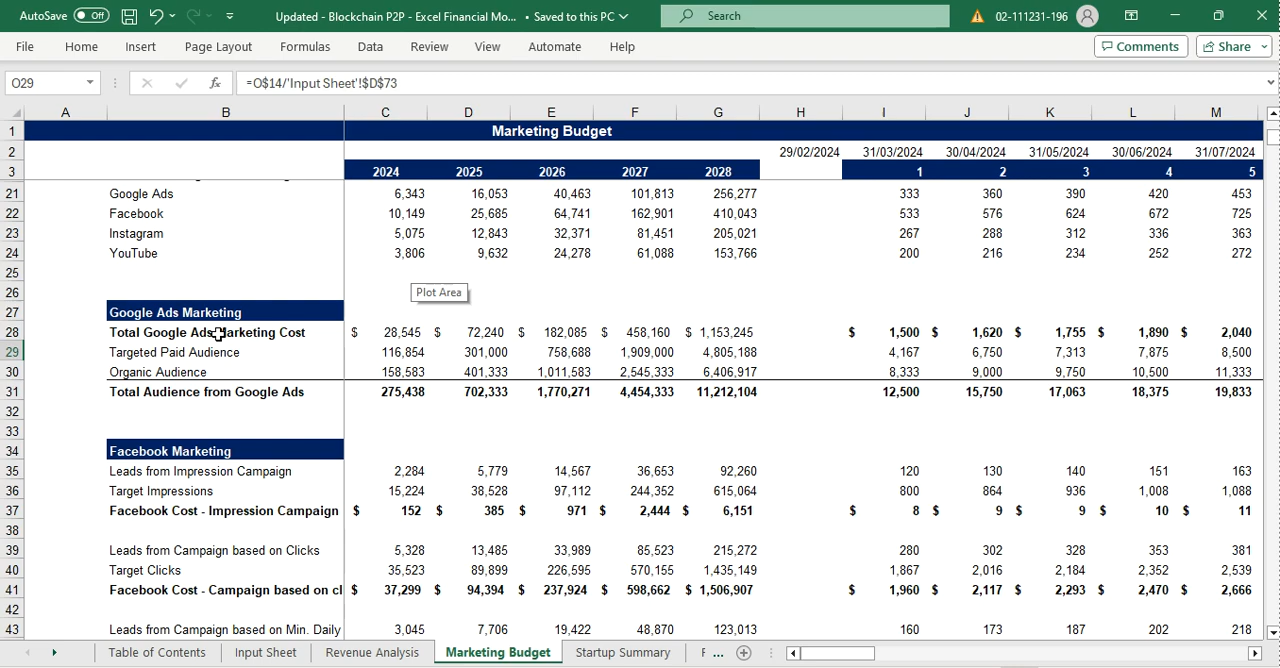 AutoSave Off Updated - Blockchain P2P - Excel Financial Mo... • Saved to this PC Search 02-111231-196
File Home Insert Page Layout Formulas Data Review View Automate Help Comments Share
O29 fx =O$14/'Input Sheet'!$D$73
A B C D E F G H I J K L M
1 Marketing Budget
2 29/02/2024 31/03/2024 30/04/2024 31/05/2024 30/06/2024 31/07/2024
3 2024 2025 2026 2027 2028 1 2 3 4 5
21 Google Ads 6,343 16,053 40,463 101,813 256,277 333 360 390 420 453
22 Facebook 10,149 25,685 64,741 162,901 410,043 533 576 624 672 725
23 Instagram 5,075 12,843 32,371 81,451 205,021 267 288 312 336 363
24 YouTube 3,806 9,632 24,278 61,088 153,766 200 216 234 252 272
25
26 Plot Area
27 Google Ads Marketing
28 Total Google Ads Marketing Cost $ 28,545 $ 72,240 $ 182,085 $ 458,160 $ 1,153,245 $ 1,500 $ 1,620 $ 1,755 $ 1,890 $ 2,040
29 Targeted Paid Audience 116,854 301,000 758,688 1,909,000 4,805,188 4,167 6,750 7,313 7,875 8,500
30 Organic Audience 158,583 401,333 1,011,583 2,545,333 6,406,917 8,333 9,000 9,750 10,500 11,333
31 Total Audience from Google Ads 275,438 702,333 1,770,271 4,454,333 11,212,104 12,500 15,750 17,063 18,375 19,833
32
33
34 Facebook Marketing
35 Leads from Impression Campaign 2,284 5,779 14,567 36,653 92,260 120 130 140 151 163
36 Target Impressions 15,224 38,528 97,112 244,352 615,064 800 864 936 1,008 1,088
37 Facebook Cost - Impression Campaign $ 152 $ 385 $ 971 $ 2,444 $ 6,151 $ 8 $ 9 $ 9 $ 10 $ 11
38
39 Leads from Campaign based on Clicks 5,328 13,485 33,989 85,523 215,272 280 302 328 353 381
40 Target Clicks 35,523 89,899 226,595 570,155 1,435,149 1,867 2,016 2,184 2,352 2,539
41 Facebook Cost - Campaign based on cl $ 37,299 $ 94,394 $ 237,924 $ 598,662 $ 1,506,907 $ 1,960 $ 2,117 $ 2,293 $ 2,470 $ 2,666
42
43 Leads from Campaign based on Min. Daily 3,045 7,706 19,422 48,870 123,013 160 173 187 202 218
Table of Contents Input Sheet Revenue Analysis Marketing Budget Startup Summary ...